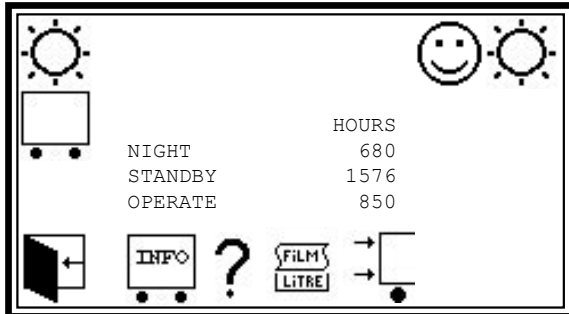 HOURS
NIGHT 680
STANDBY 1576
OPERATE 850
INFO ? FiLM
LiTRE